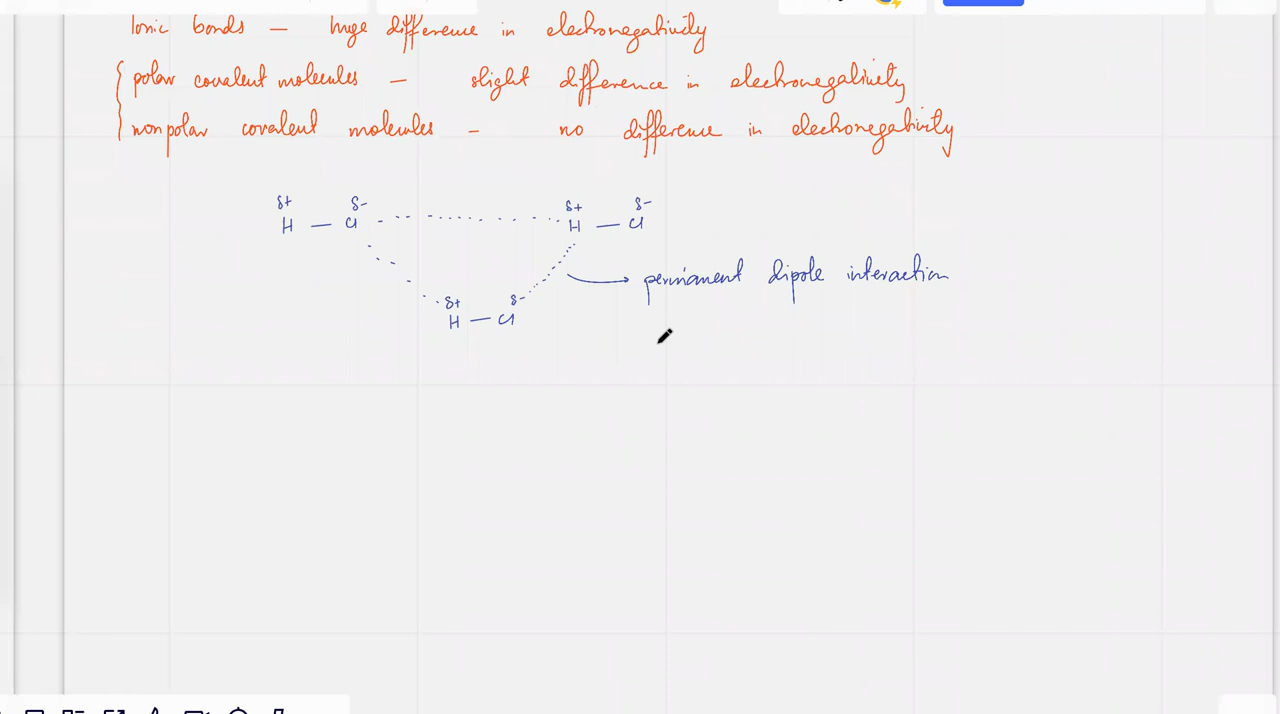 Ionic bonds — huge difference in electronegativity
polar covalent molecules — slight difference in electronegativity
nonpolar covalent molecules - no difference in electronegativity
δ+ δ- δ+ δ-
H — Cl H — Cl
permanent dipole interaction
δ+ δ-
H — Cl